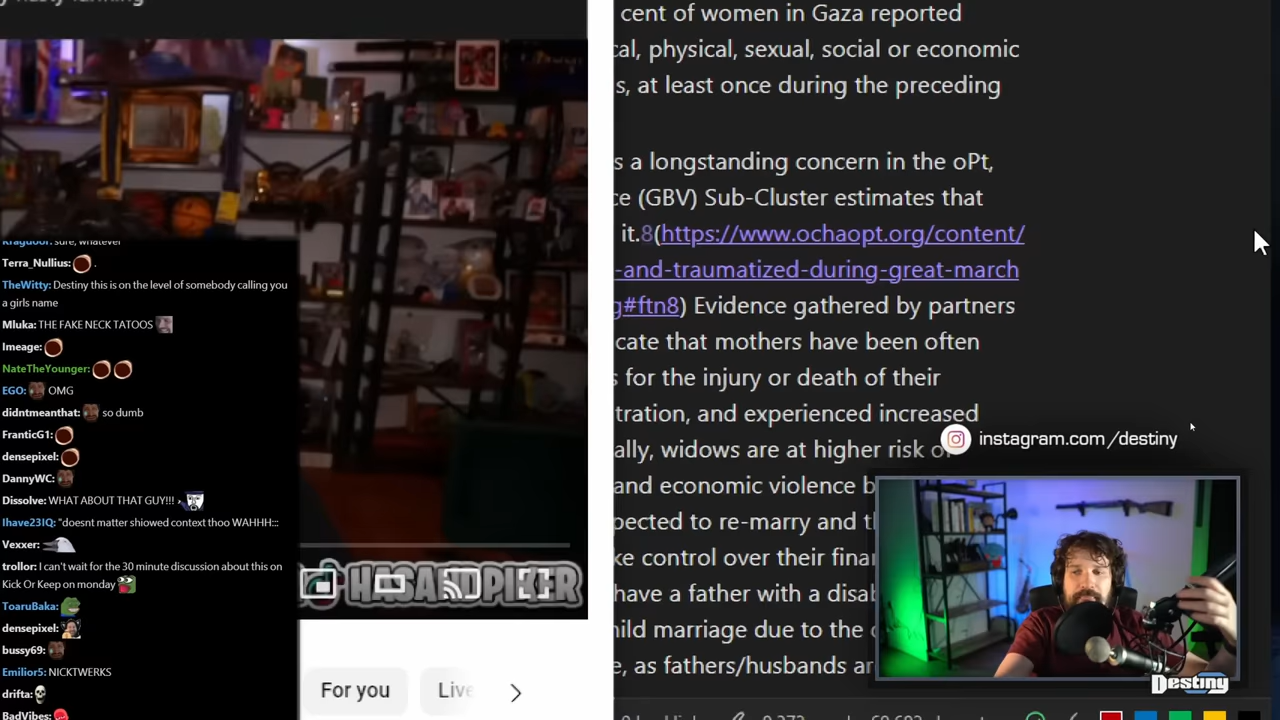 cent of women in Gaza reported
cal, physical, sexual, social or economic
s, at least once during the preceding
s a longstanding concern in the oPt,
ce (GBV) Sub-Cluster estimates that
it.8(https://www.ochaopt.org/content/
-and-traumatized-during-great-march
g#ftn8) Evidence gathered by partners
cate that mothers have been often
s for the injury or death of their
tration, and experienced increased
ally, widows are at higher risk of
and economic violence b
pected to re-marry and th
ke control over their finan
have a father with a disab
hild marriage due to the
e, as fathers/husbands ar
Kragoor: sure, whatever
Terra_Nullius: .
TheWitty: Destiny this is on the level of somebody calling you
a girls name
Mluka: THE FAKE NECK TATOOS
Imeage:
NateTheYounger:
EGO: OMG
didntmeanthat: so dumb
FranticG1:
densepixel:
DannyWC:
Dissolve: WHAT ABOUT THAT GUY!!!
Ihave23IQ: "doesnt matter shiowed context thoo WAHHH:::
Vexxer:
trollor: I can't wait for the 30 minute discussion about this on
Kick Or Keep on monday
ToaruBaka:
densepixel:
bussy69:
Emilior5: NICKTWERKS
drifta:
BadVibes:
HASANDPIKER
For you
Live
instagram.com/destiny
Destiny